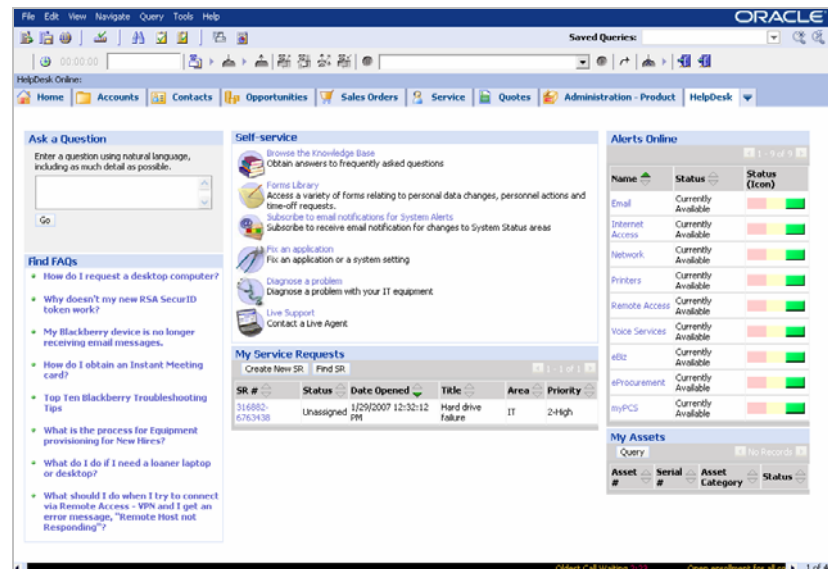 File Edit View Navigate Query Tools Help
ORACLE
Saved Queries:
00:00:00
HelpDesk Online:
Home Accounts Contacts Opportunities Sales Orders Service Quotes Administration - Product HelpDesk
Ask a Question
Enter a question using natural language,
including as much detail as possible.
Go
Find FAQs
How do I request a desktop computer?
Why doesn't my new RSA SecurID
token work?
My Blackberry device is no longer
receiving email messages.
How do I obtain an Instant Meeting
card?
Top Ten Blackberry Troubleshooting
Tips
What is the process for Equipment
provisioning for New Hires?
What do I do if I need a loaner laptop
or desktop?
What should I do when I try to connect
via Remote Access - VPN and I get an
error message, "Remote Host not
Responding"?
Self-service
Browse the Knowledge Base
Obtain answers to frequently asked questions
Forms Library
Access a variety of forms relating to personal data changes, personnel actions and
time-off requests.
Subscribe to email notifications for System Alerts
Subscribe to receive email notification for changes to System Status areas
Fix an application
Fix an application or a system setting
Diagnose a problem
Diagnose a problem with your IT equipment
Live Support
Contact a Live Agent
My Service Requests
Create New SR Find SR 1 - 1 of 1
SR # Status Date Opened Title Area Priority
316882- Unassigned 1/29/2007 12:32:12 Hard drive IT 2-High
6763438 PM failure
Alerts Online
1 - 9 of 9
Name Status Status
(Icon)
Email Currently
Available
Internet Currently
Access Available
Network Currently
Available
Printers Currently
Available
Remote Access Currently
Available
Voice Services Currently
Available
eBiz Currently
Available
eProcurement Currently
Available
myPCS Currently
Available
My Assets
Query No Records
Asset Serial Asset Status
# # Category
Oldest Call Waiting Open enrollment for all 1 of